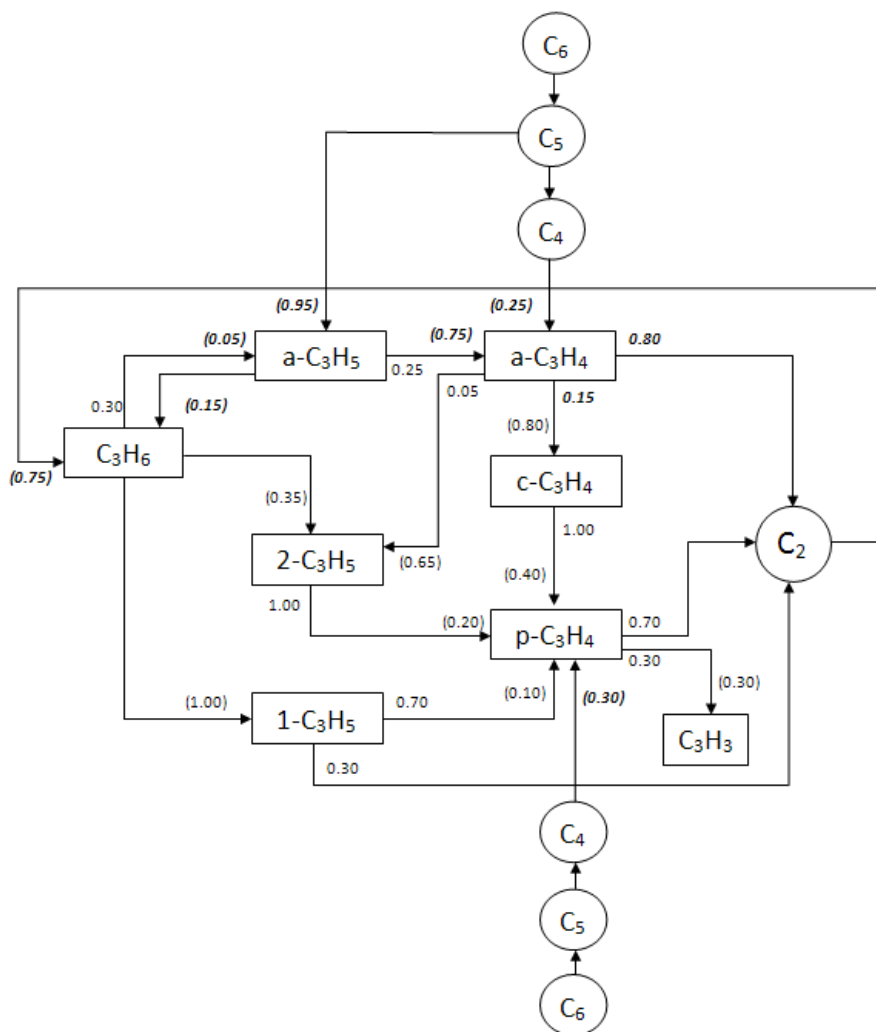 C₆
C₅
C₄
(0.95)
(0.25)
(0.05)
a-C₃H₅
(0.75)
0.25
a-C₃H₄
0.80
0.30
(0.15)
0.05
0.15
(0.80)
(0.75)
C₃H₆
c-C₃H₄
1.00
(0.35)
2-C₃H₅
(0.65)
1.00
C₂
(0.40)
(0.20)
p-C₃H₄
0.70
0.30
(1.00)
1-C₃H₅
0.70
0.30
(0.10)
(0.30)
(0.30)
C₃H₃
C₄
C₅
C₆